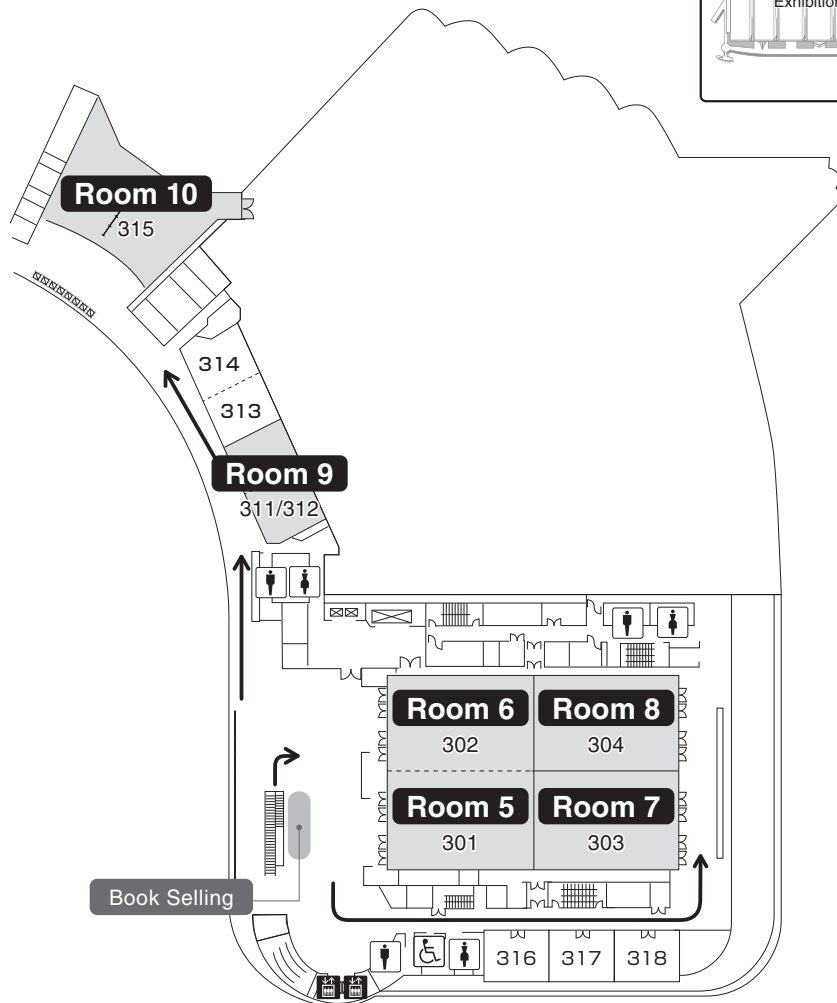 Exhibition
Room 10
315
314
313
Room 9
311/312
Room 6
302
Room 8
304
Room 5
301
Room 7
303
Book Selling
316
317
318